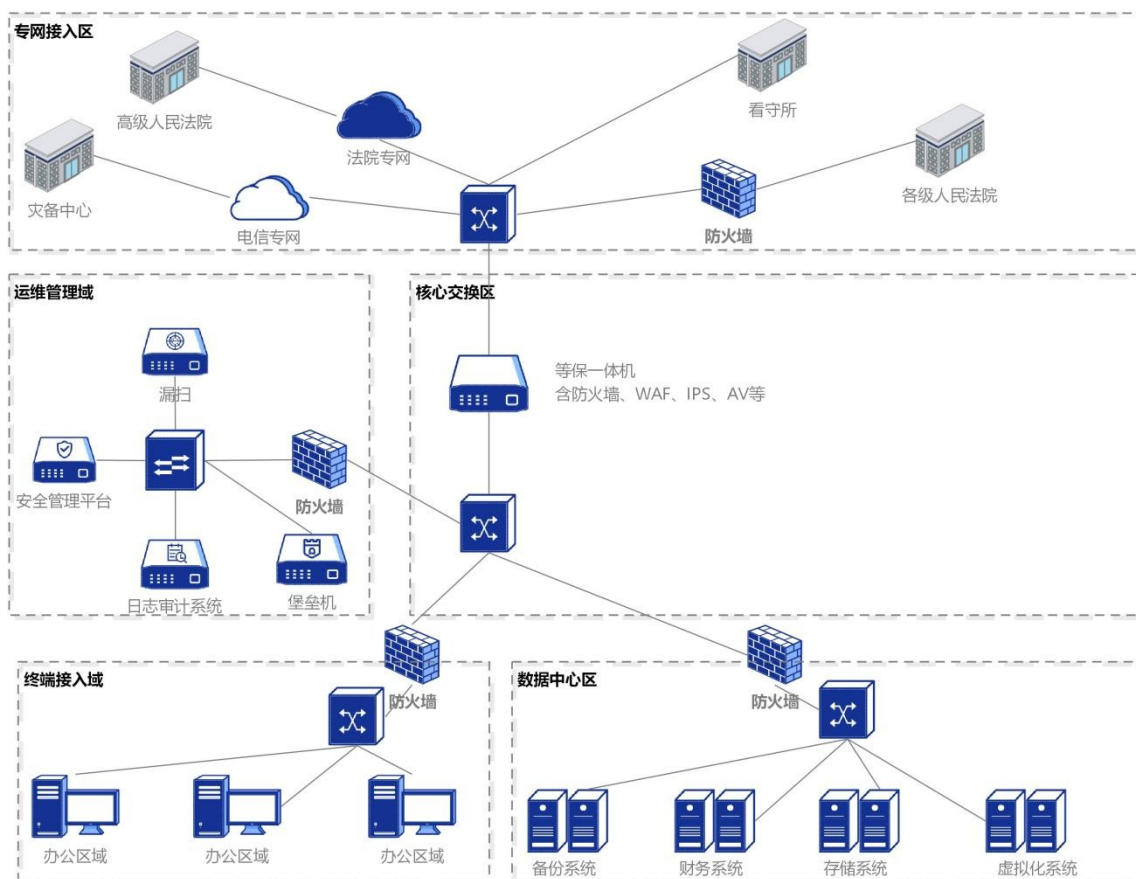 专网接入区
高级人民法院
法院专网
看守所
灾备中心
电信专网
防火墙
各级人民法院
运维管理域
漏扫
安全管理平台
防火墙
日志审计系统
堡垒机
核心交换区
等保一体机
含防火墙、WAF、IPS、AV等
防火墙
防火墙
终端接入域
办公区域
办公区域
办公区域
数据中心区
备份系统
财务系统
存储系统
虚拟化系统